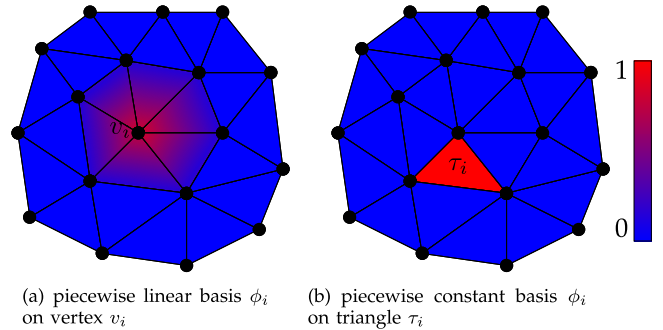 v_i
τ_i
1
0
(a) piecewise linear basis ϕ_i
on vertex v_i
(b) piecewise constant basis ϕ_i
on triangle τ_i